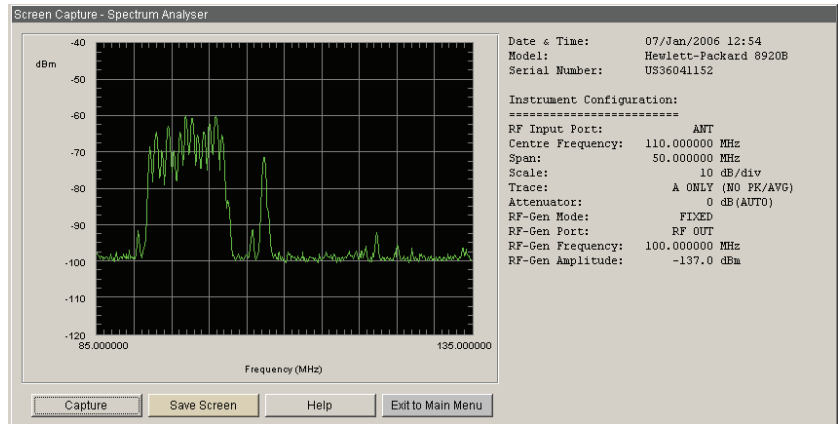 Screen Capture - Spectrum Analyser
dBm
-40
-50
-60
-70
-80
-90
-100
-110
-120
85.000000 135.000000
Frequency (MHz)
Date & Time: 07/Jan/2006 12:54
Model: Hewlett-Packard 8920B
Serial Number: US36041152
Instrument Configuration:
=========================
RF Input Port: ANT
Centre Frequency: 110.000000 MHz
Span: 50.000000 MHz
Scale: 10 dB/div
Trace: A ONLY (NO PK/AVG)
Attenuator: 0 dB(AUTO)
RF-Gen Mode: FIXED
RF-Gen Port: RF OUT
RF-Gen Frequency: 100.000000 MHz
RF-Gen Amplitude: -137.0 dBm
Capture Save Screen Help Exit to Main Menu